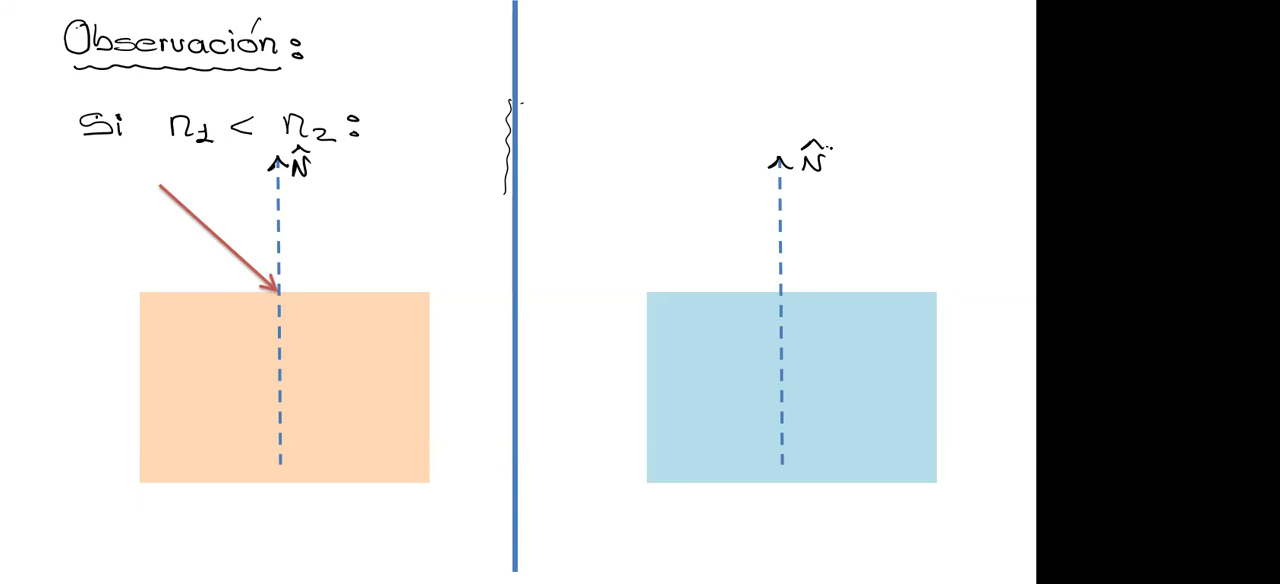 Observación:
Si n₁ < n₂:
N̂
N̂